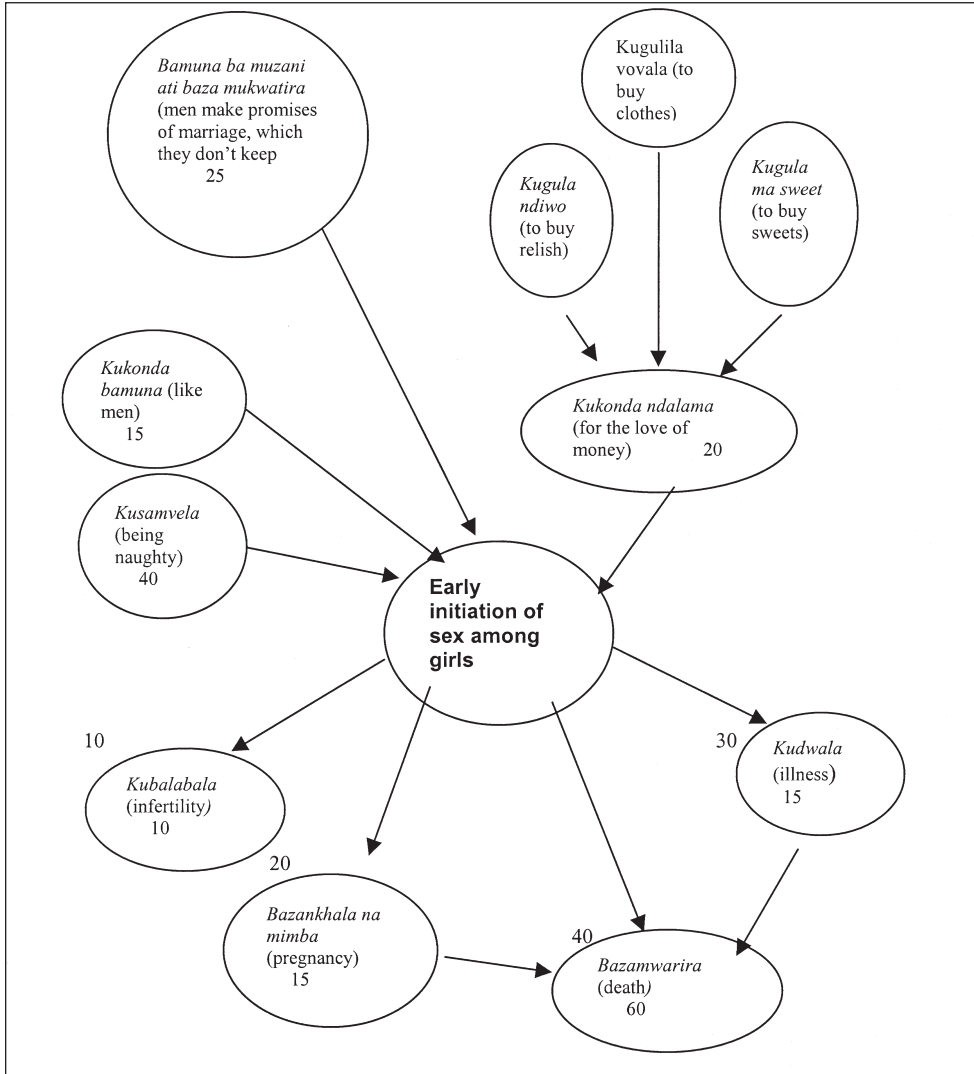 Bamuna ba muzani
ati baza mukwatira
(men make promises
of marriage, which
they don't keep
25
Kugulila
vovala (to
buy
clothes)
Kugula
ndiwo
(to buy
relish)
Kugula
ma sweet
(to buy
sweets)
Kukonda
bamuna (like
men)
15
Kukonda ndalama
(for the love of
money) 20
Kusamvela
(being
naughty)
40
Early
initiation of
sex among
girls
10
Kubalabala
(infertility)
10
30
Kudwala
(illness)
15
20
Bazankhala na
mimba
(pregnancy)
15
40
Bazamwarira
(death)
60